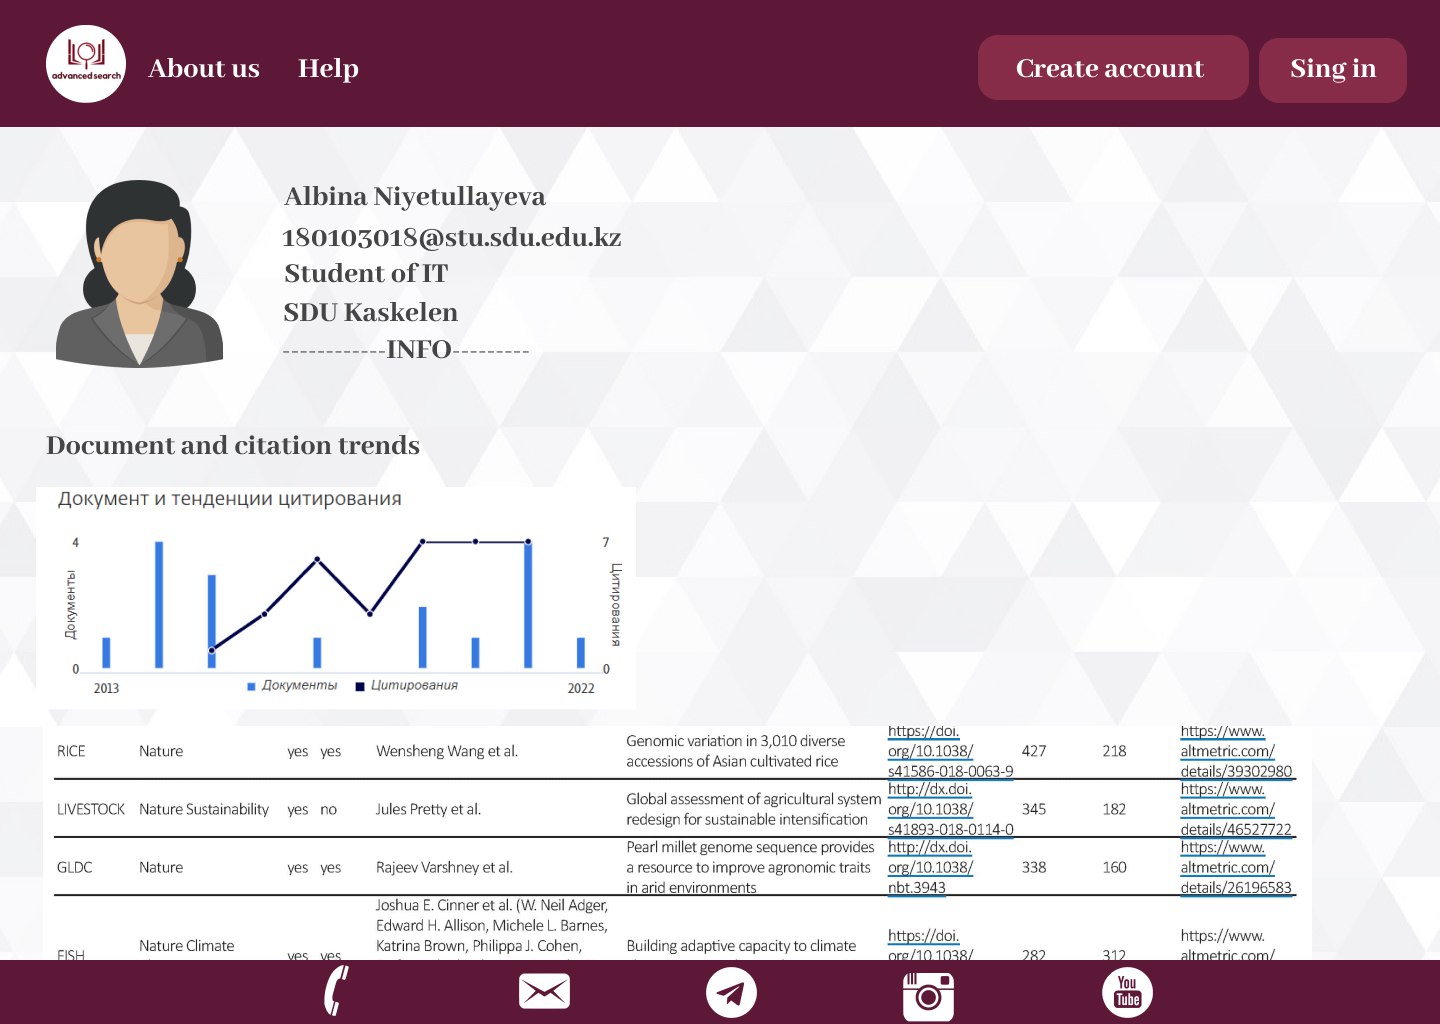 advancedsearch
About us
Help
Create account
Sing in
Albina Niyetullayeva
180103018@stu.sdu.edu.kz
Student of IT
SDU Kaskelen
------------INFO---------
Document and citation trends
Документ и тенденции цитирования
4
7
Документы
Цитирования
0
0
2013
2022
Документы
Цитирования
RICE Nature yes yes Wensheng Wang et al.
Genomic variation in 3,010 diverse
accessions of Asian cultivated rice
https://doi.
org/10.1038/
s41586-018-0063-9
427 218
https://www.
altmetric.com/
details/39302980
LIVESTOCK Nature Sustainability yes no Jules Pretty et al.
Global assessment of agricultural system
redesign for sustainable intensification
http://dx.doi.
org/10.1038/
s41893-018-0114-0
345 182
https://www.
altmetric.com/
details/46527722
GLDC Nature yes yes Rajeev Varshney et al.
Pearl millet genome sequence provides
a resource to improve agronomic traits
in arid environments
http://dx.doi.
org/10.1038/
nbt.3943
338 160
https://www.
altmetric.com/
details/26196583
FISH
Nature Climate
yes yes
Joshua E. Cinner et al. (W. Neil Adger,
Edward H. Allison, Michele L. Barnes,
Katrina Brown, Philippa J. Cohen,
Building adaptive capacity to climate
https://doi.
org/10.1038/
282 312
https://www.
altmetric.com/
You
Tube